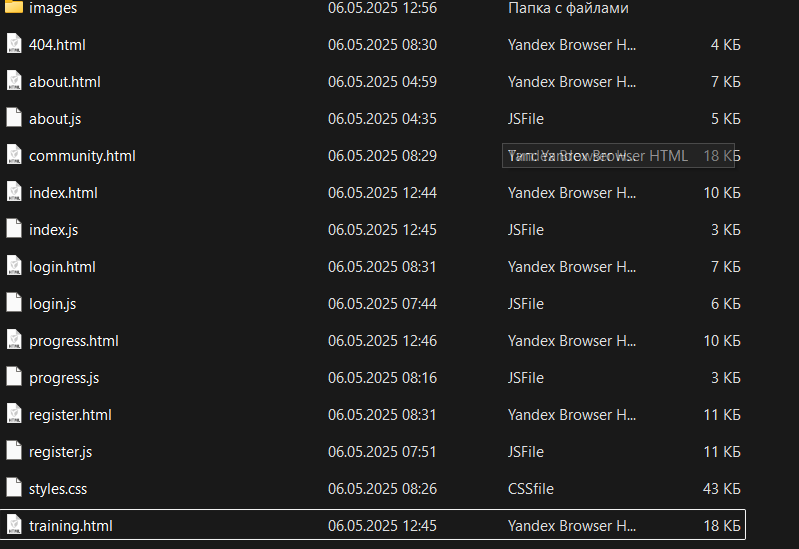 images 06.05.2025 12:56 Папка с файлами
404.html 06.05.2025 08:30 Yandex Browser H... 4 КБ
about.html 06.05.2025 04:59 Yandex Browser H... 7 КБ
about.js 06.05.2025 04:35 JSFile 5 КБ
community.html 06.05.2025 08:29 Browser HTML 18 КБ
index.html 06.05.2025 12:44 Yandex Browser H... 10 КБ
index.js 06.05.2025 12:45 JSFile 3 КБ
login.html 06.05.2025 08:31 Yandex Browser H... 7 КБ
login.js 06.05.2025 07:44 JSFile 6 КБ
progress.html 06.05.2025 12:46 Yandex Browser H... 10 КБ
progress.js 06.05.2025 08:16 JSFile 3 КБ
register.html 06.05.2025 08:31 Yandex Browser H... 11 КБ
register.js 06.05.2025 07:51 JSFile 11 КБ
styles.css 06.05.2025 08:26 CSSfile 43 КБ
training.html 06.05.2025 12:45 Yandex Browser H... 18 КБ